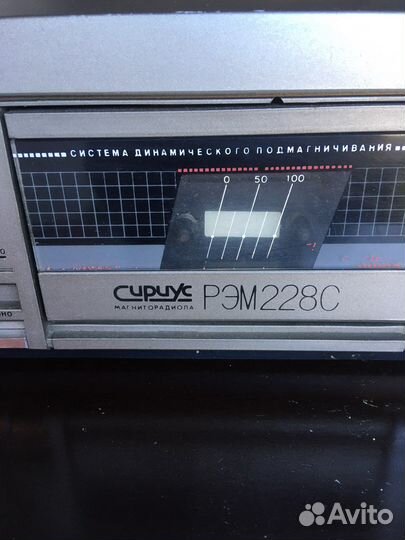 СИСТЕМА ДИНАМИЧЕСКОГО ПОДМАГНИЧИВАНИЯ
0 50 100
Сириус РЭМ228С
МАГНИТОРАДИОЛА
Avito